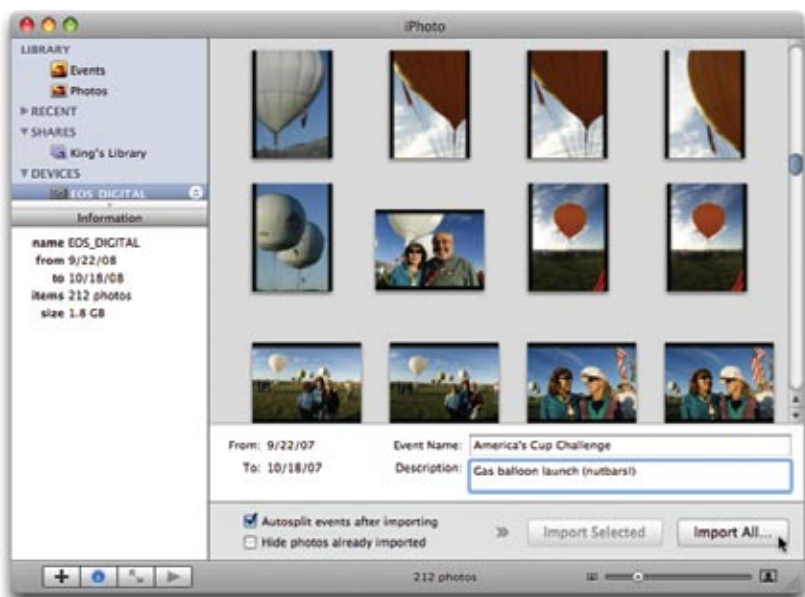 iPhoto
LIBRARY
Events
Photos
RECENT
SHARES
King's Library
DEVICES
EOS_DIGITAL
Information
name EOS_DIGITAL
from 9/22/08
to 10/18/08
items 212 photos
size 1.8 GB
From: 9/22/07
Event Name: America's Cup Challenge
To: 10/18/07
Description: Gas balloon launch (nutbars!)
Autosplit events after importing
Hide photos already imported
Import Selected
Import All...
212 photos